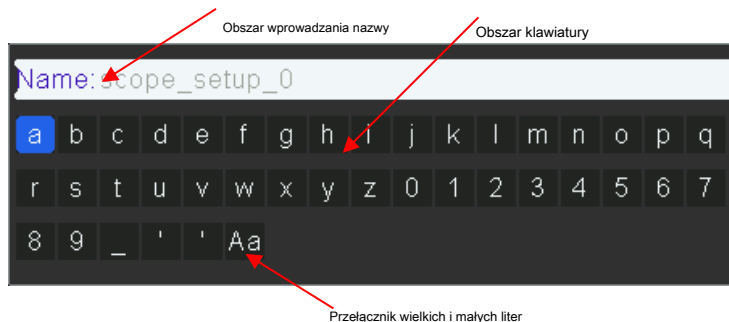 Obszar wprowadzania nazwy
Obszar klawiatury
Name: scope_setup_0
a b c d e f g h i j k l m n o p q
r s t u v w x y z 0 1 2 3 4 5 6 7
8 9 _ ' ' Aa
Przełącznik wielkich i małych liter